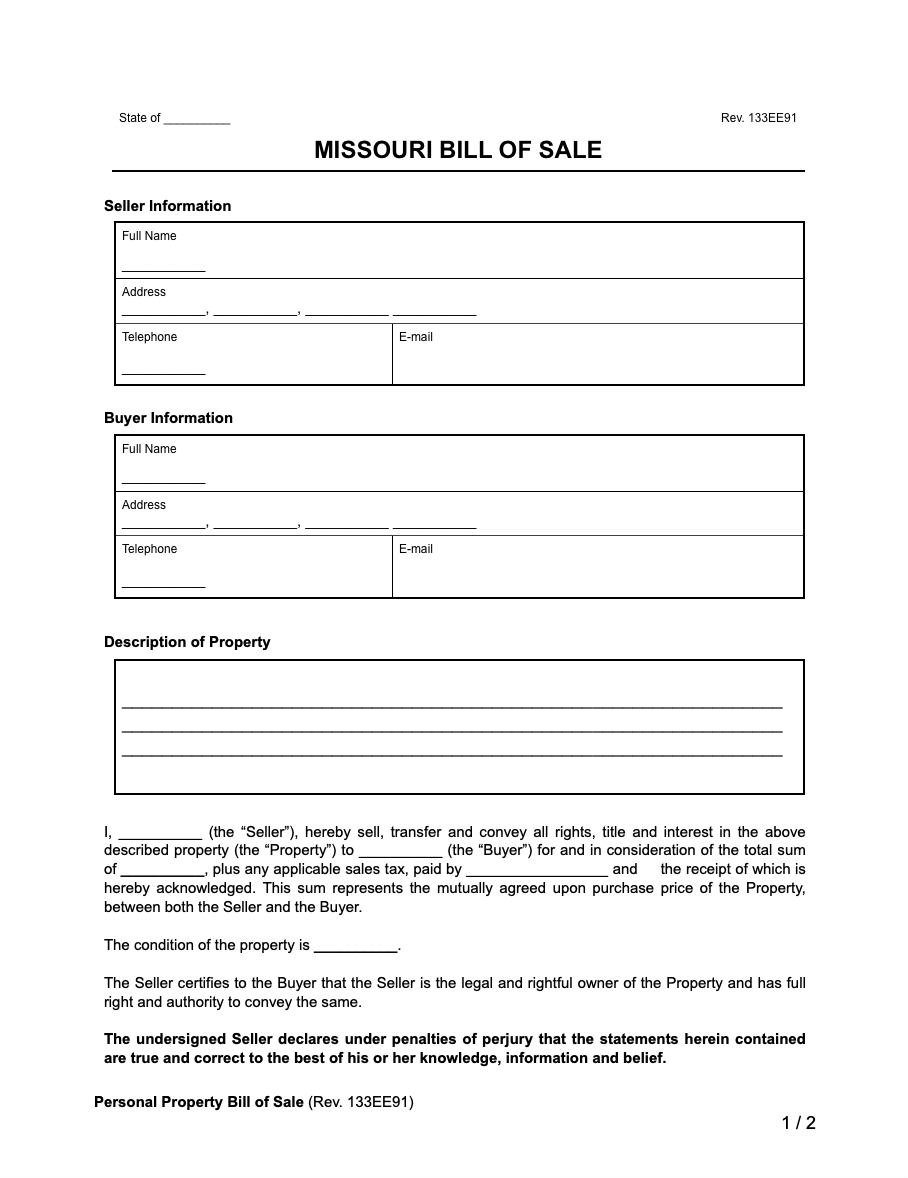 State of __________ Rev. 133EE91
MISSOURI BILL OF SALE
Seller Information
Full Name
____________
Address
____________, ____________, ____________ ____________
Telephone E-mail
____________
Buyer Information
Full Name
____________
Address
____________, ____________, ____________ ____________
Telephone E-mail
____________
Description of Property
I, __________ (the “Seller”), hereby sell, transfer and convey all rights, title and interest in the above
described property (the “Property”) to __________ (the “Buyer”) for and in consideration of the total sum
of __________, plus any applicable sales tax, paid by _________________ and the receipt of which is
hereby acknowledged. This sum represents the mutually agreed upon purchase price of the Property,
between both the Seller and the Buyer.
The condition of the property is __________.
The Seller certifies to the Buyer that the Seller is the legal and rightful owner of the Property and has full
right and authority to convey the same.
The undersigned Seller declares under penalties of perjury that the statements herein contained
are true and correct to the best of his or her knowledge, information and belief.
Personal Property Bill of Sale (Rev. 133EE91)
1 / 2